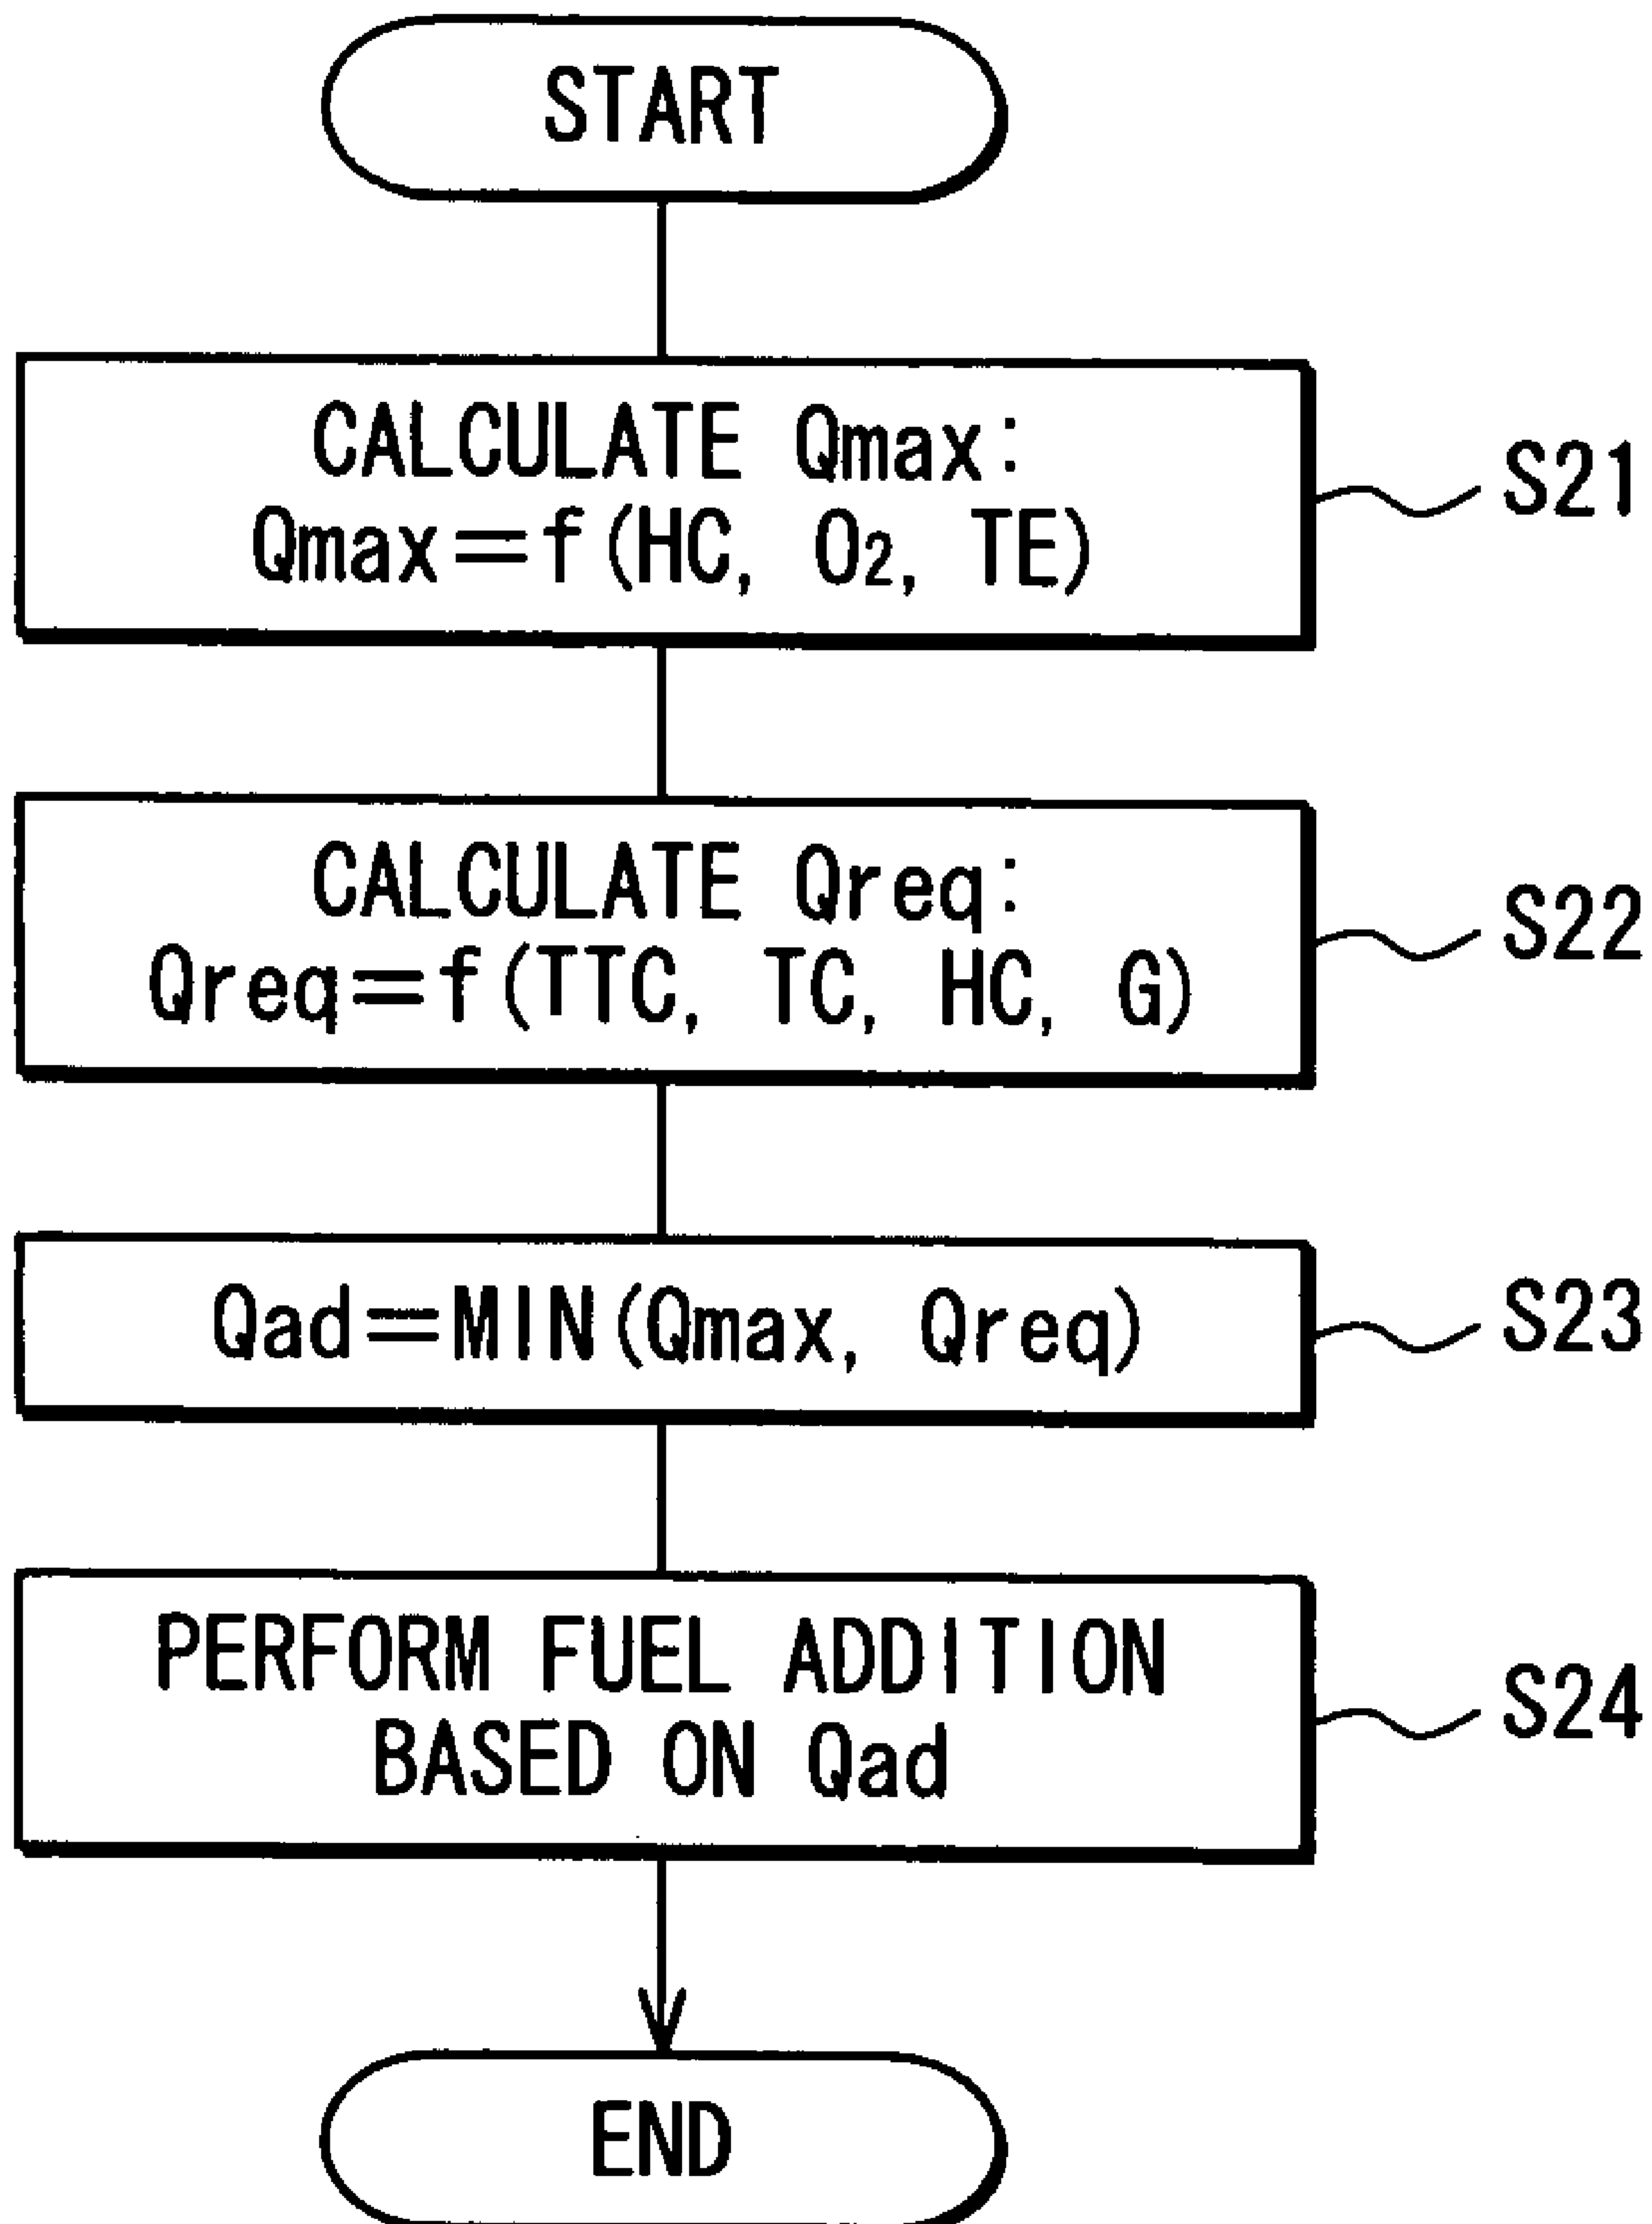 START
CALCULATE Qmax:
Qmax=f(HC, O2, TE)
S21
CALCULATE Qreq:
Qreq=f(TTC, TC, HC, G)
S22
Qad=MIN(Qmax, Qreq)
S23
PERFORM FUEL ADDITION
BASED ON Qad
S24
END